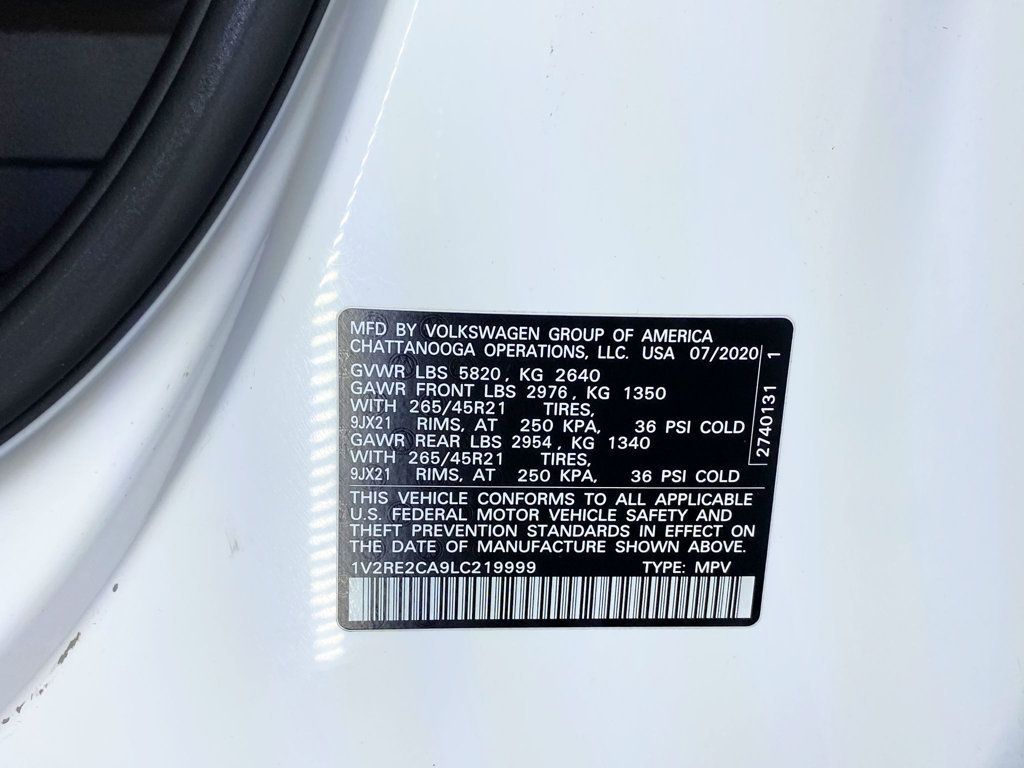 MFD BY VOLKSWAGEN GROUP OF AMERICA
CHATTANOOGA OPERATIONS, LLC. USA 07/2020
GVWR LBS 5820, KG 2640
GAWR FRONT LBS 2976, KG 1350
WITH 265/45R21 TIRES,
9JX21 RIMS, AT 250 KPA, 36 PSI COLD
GAWR REAR LBS 2954, KG 1340
WITH 265/45R21 TIRES,
9JX21 RIMS, AT 250 KPA, 36 PSI COLD
2740131 1
THIS VEHICLE CONFORMS TO ALL APPLICABLE
U.S. FEDERAL MOTOR VEHICLE SAFETY AND
THEFT PREVENTION STANDARDS IN EFFECT ON
THE DATE OF MANUFACTURE SHOWN ABOVE.
1V2RE2CA9LC219999 TYPE: MPV